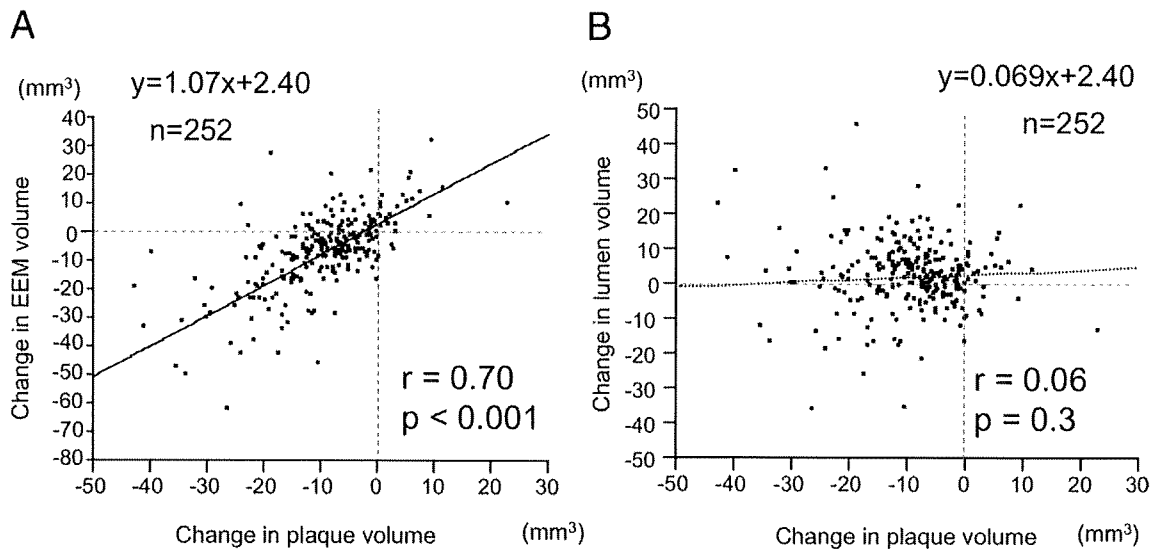 A
(mm³)
y=1.07x+2.40
n=252
Change in EEM volume
40
30
20
10
0
-10
-20
-30
-40
-50
-60
-70
-80
r = 0.70
p < 0.001
-50 -40 -30 -20 -10 0 10 20 30
Change in plaque volume (mm³)
B
(mm³)
y=0.069x+2.40
n=252
Change in lumen volume
50
40
30
20
10
0
-10
-20
-30
-40
-50
r = 0.06
p = 0.3
-50 -40 -30 -20 -10 0 10 20 30
Change in plaque volume (mm³)